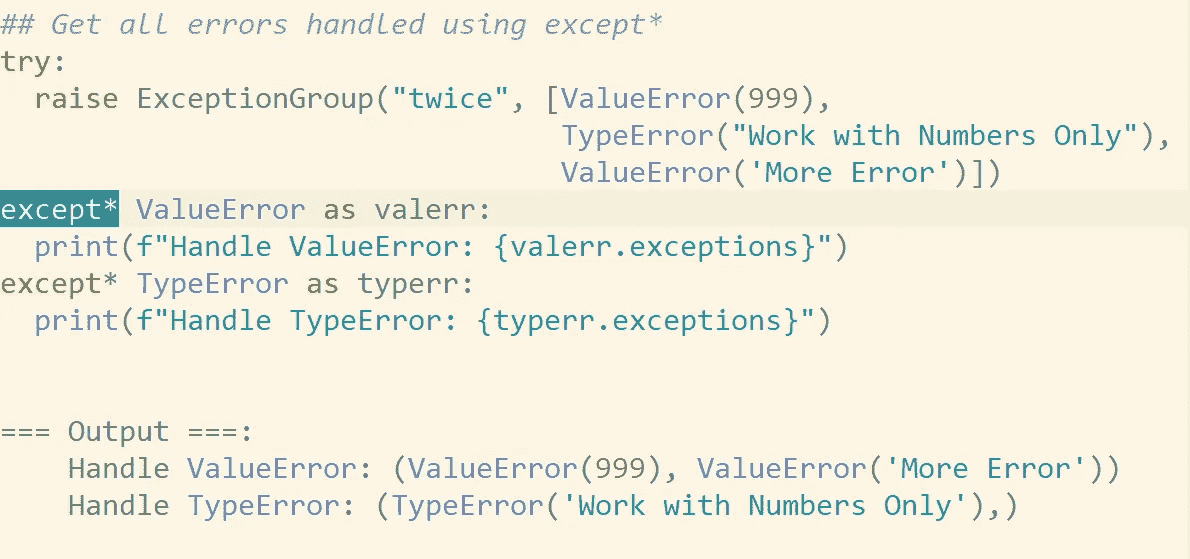 ## Get all errors handled using except*
try:
  raise ExceptionGroup("twice", [ValueError(999),
                                 TypeError("Work with Numbers Only"),
                                 ValueError('More Error')])
except* ValueError as valerr:
  print(f"Handle ValueError: {valerr.exceptions}")
except* TypeError as typerr:
  print(f"Handle TypeError: {typerr.exceptions}")
=== Output ===:
    Handle ValueError: (ValueError(999), ValueError('More Error'))
    Handle TypeError: (TypeError('Work with Numbers Only'),)